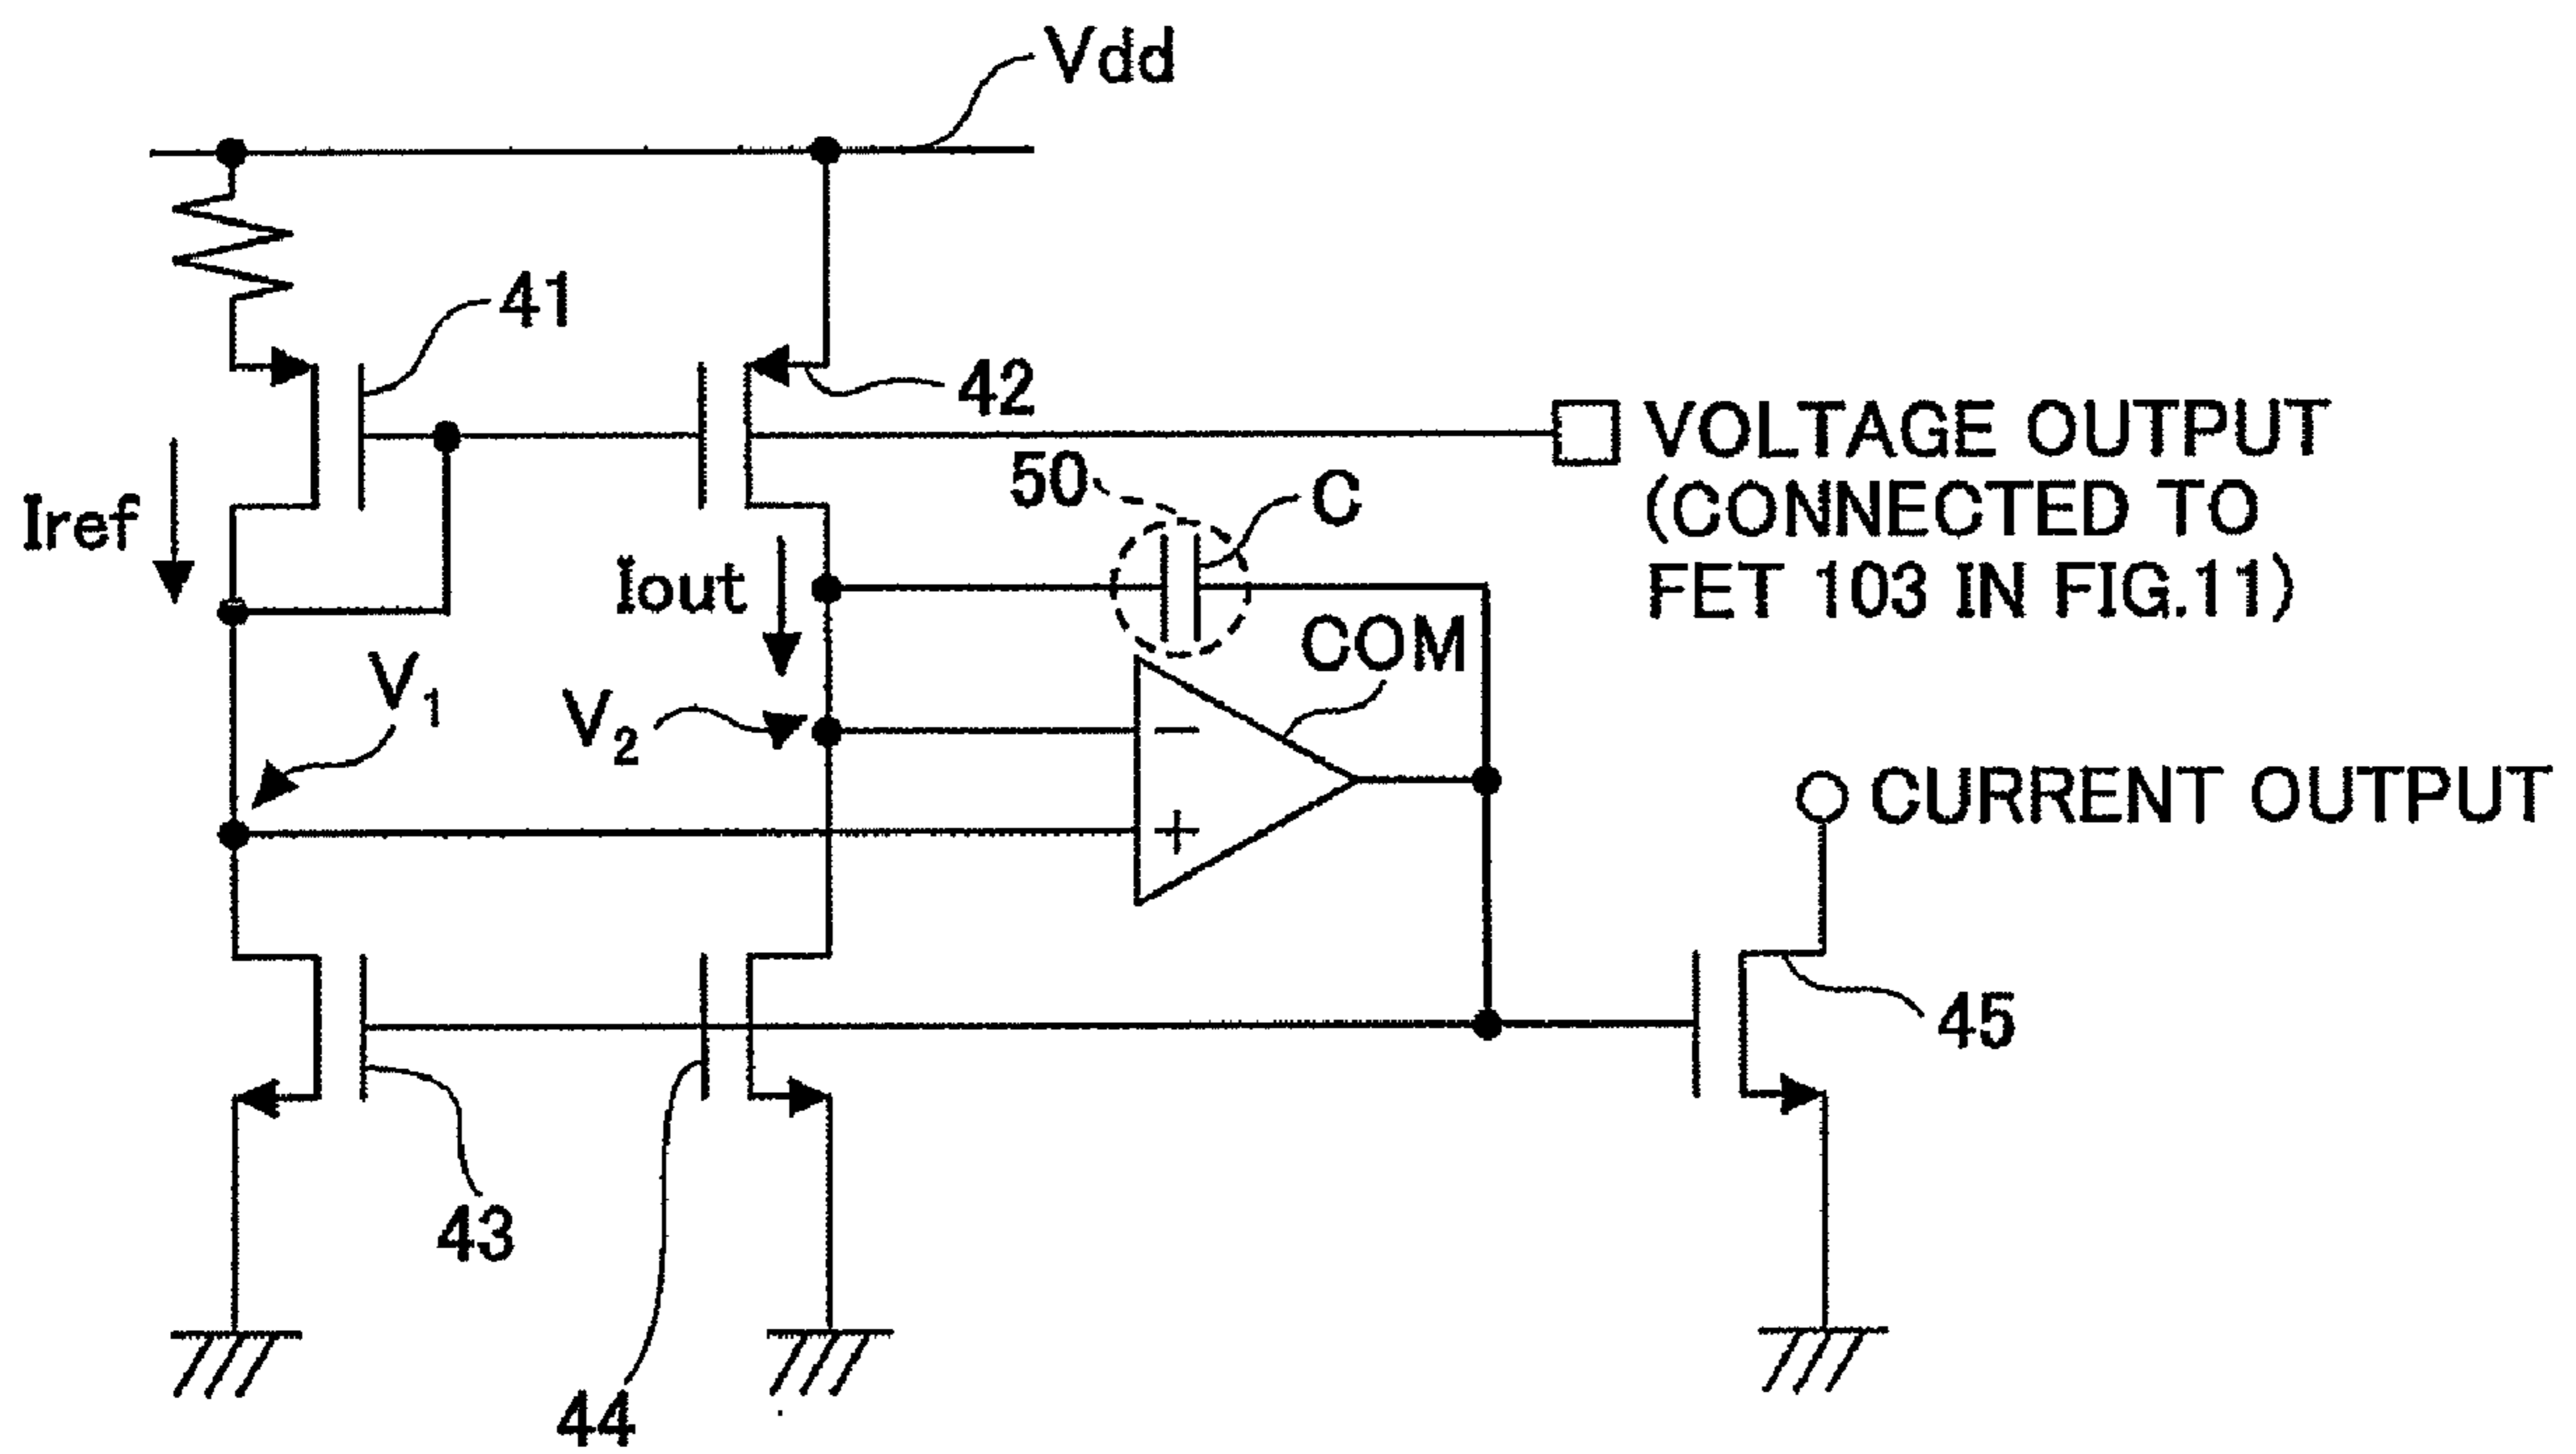 Vdd
41
42
VOLTAGE OUTPUT
(CONNECTED TO
FET 103 IN FIG.11)
50
C
Iref
Iout
COM
V1
V2
−
+
CURRENT OUTPUT
45
43
44